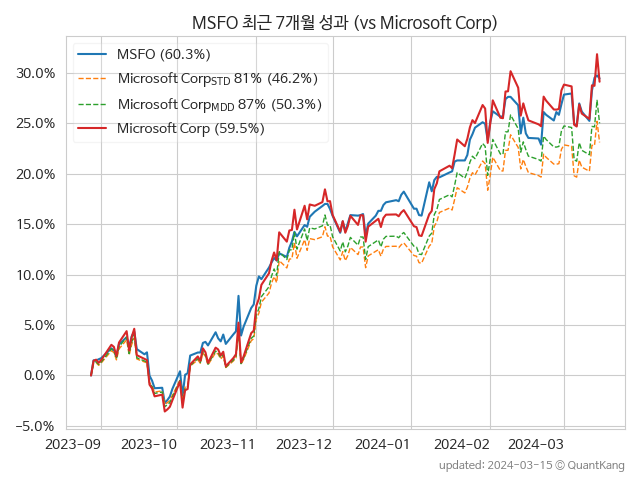 MSFO 최근 7개월 성과 (vs Microsoft Corp)
MSFO (60.3%)
Microsoft CorpSTD 81% (46.2%)
Microsoft CorpMDD 87% (50.3%)
Microsoft Corp (59.5%)
30.0%
25.0%
20.0%
15.0%
10.0%
5.0%
0.0%
-5.0%
2023-09 2023-10 2023-11 2023-12 2024-01 2024-02 2024-03
updated: 2024-03-15 © QuantKang